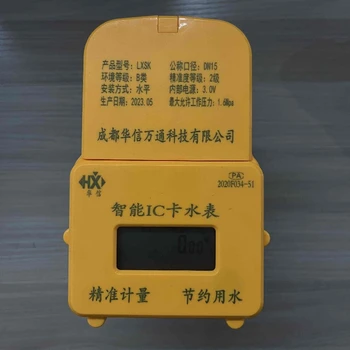 产品型号：LXSK 公称口径：DN15
环境等级：B类 精准度等级：2级
安装方式：水平 内部电源：3.0V
生产日期：2023.05 最大允许工作压力：1.6Mpa
成都华信万通科技有限公司
HX
华信
PA
2020F034-51
智能IC卡水表
精准计量 节约用水